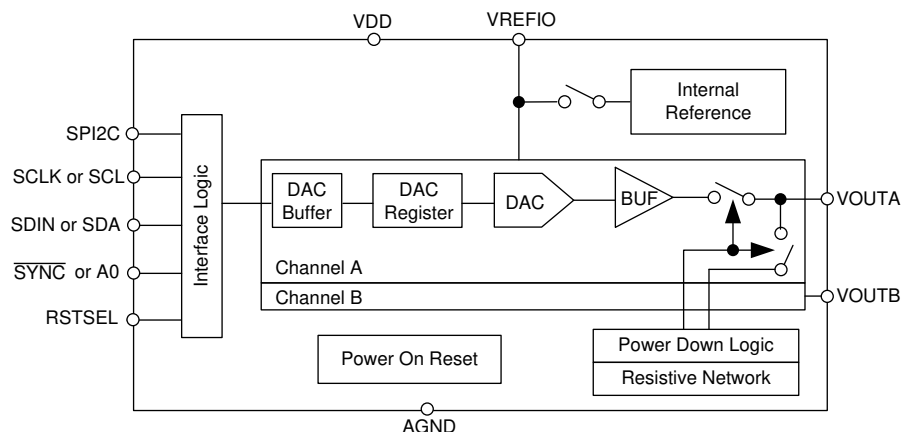 VDD
VREFIO
Internal
Reference
SPI2C
SCLK or SCL
SDIN or SDA
SYNC or A0
RSTSEL
Interface Logic
DAC
Buffer
DAC
Register
DAC
BUF
VOUTA
Channel A
Channel B
VOUTB
Power On Reset
Power Down Logic
Resistive Network
AGND